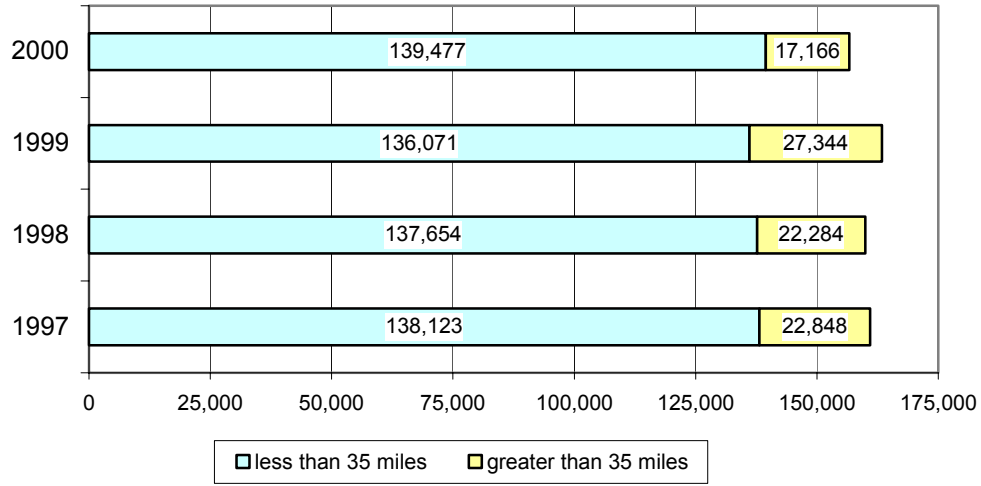 2000 139,477 17,166
1999 136,071 27,344
1998 137,654 22,284
1997 138,123 22,848
0 25,000 50,000 75,000 100,000 125,000 150,000 175,000
less than 35 miles greater than 35 miles